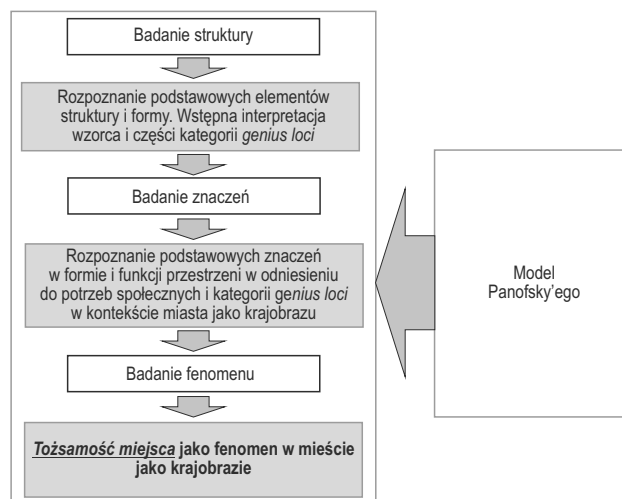 Badanie struktury
Rozpoznanie podstawowych elementów
struktury i formy. Wstępna interpretacja
wzorca i części kategorii genius loci
Badanie znaczeń
Rozpoznanie podstawowych znaczeń
w formie i funkcji przestrzeni w odniesieniu
do potrzeb społecznych i kategorii genius loci
w kontekście miasta jako krajobrazu
Badanie fenomenu
Tożsamość miejsca jako fenomen w mieście
jako krajobrazie
Model
Panofsky’ego